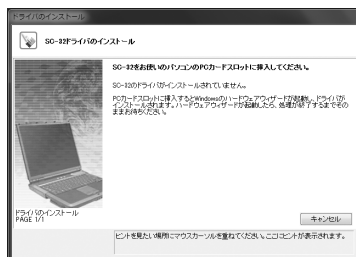 ドライバのインストール
SC-32ドライバのインストール
SC-32をお使いのパソコンのPCカードスロットに挿入してください。
SC-32のドライバがインストールされていません。
PCカードスロットに挿入するとWindowsのハードウェアウィザードが起動し、ドライバが
インストールされます。ハードウェアウィザードが起動したら、処理が終了するまでその
ままお待ちください。
ドライバのインストール
PAGE 1/1
キャンセル
ヒントを見たい場所にマウスカーソルを重ねてください。ここにヒントが表示されます。